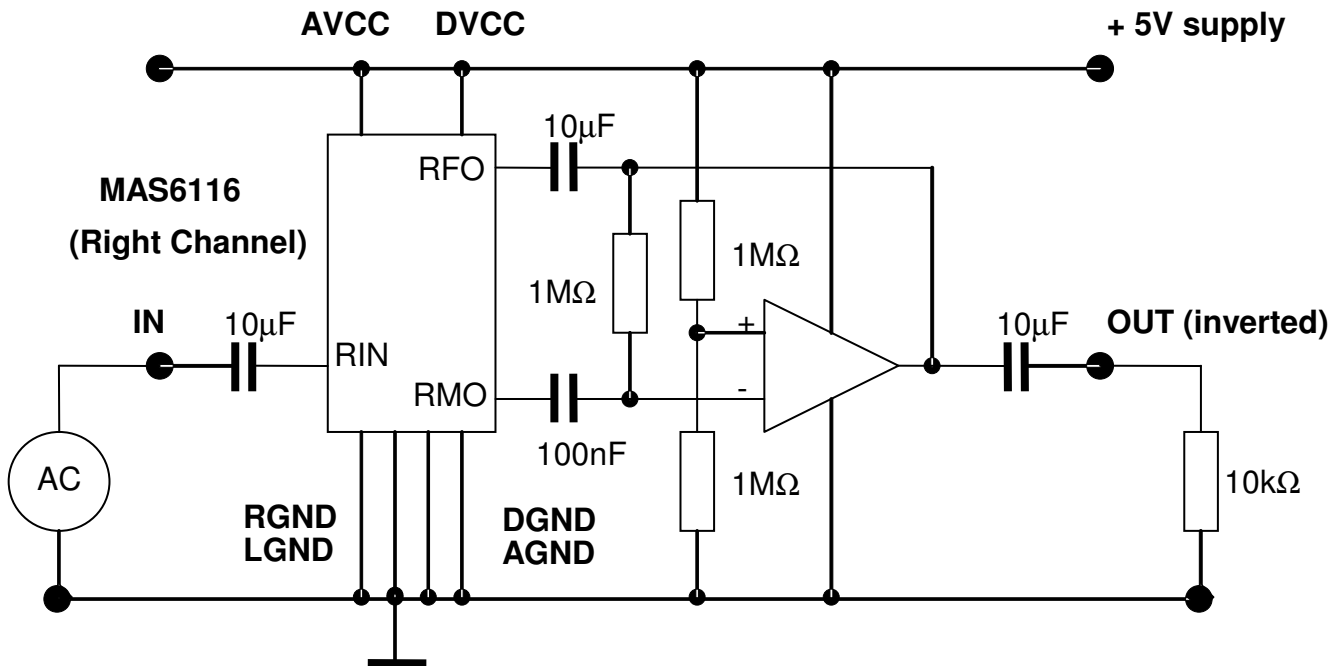 AVCC DVCC
+ 5V supply
10µF
RFO
MAS6116
(Right Channel)
1MΩ
1MΩ
IN
10µF
RIN
+
10µF
OUT (inverted)
RMO
-
100nF
AC
1MΩ
10kΩ
RGND
LGND
DGND
AGND